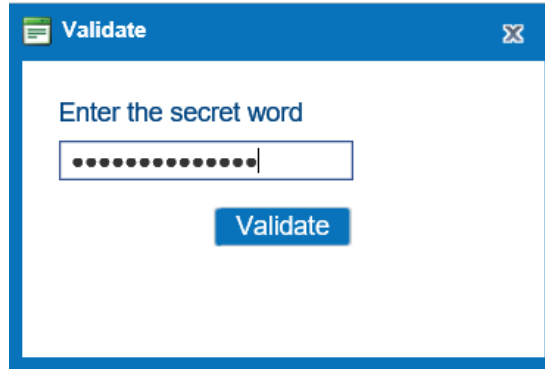 Validate
Enter the secret word
••••••••••••••
Validate